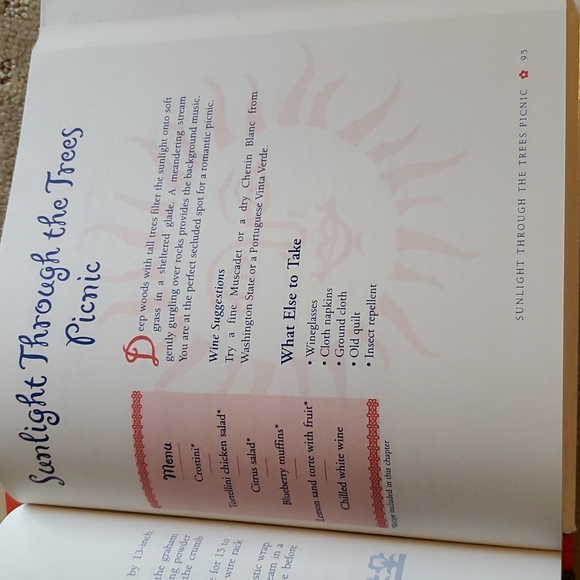 by 13-inch
the graham
ng powder
the crumb
e for 15 to
wire rack
stic wrap
eam in a
e before
Sunlight Through the Trees
Picnic
Menu
Crostini*
Tortellini chicken salad*
Citrus salad*
Blueberry muffins*
Lemon sand torte with fruit*
Chilled white wine
recipe included in this chapter
Deep woods with tall trees filter the sunlight onto soft
grass in a sheltered glade. A meandering stream
gently gurgling over rocks provides the background music.
You are at the perfect secluded spot for a romantic picnic.
Wine Suggestions
Try a fine Muscadet or a dry Chenin Blanc from
Washington State or a Portuguese Vinta Verde.
What Else to Take
• Wineglasses
• Cloth napkins
• Ground cloth
• Old quilt
• Insect repellent
SUNLIGHT THROUGH THE TREES PICNIC 95